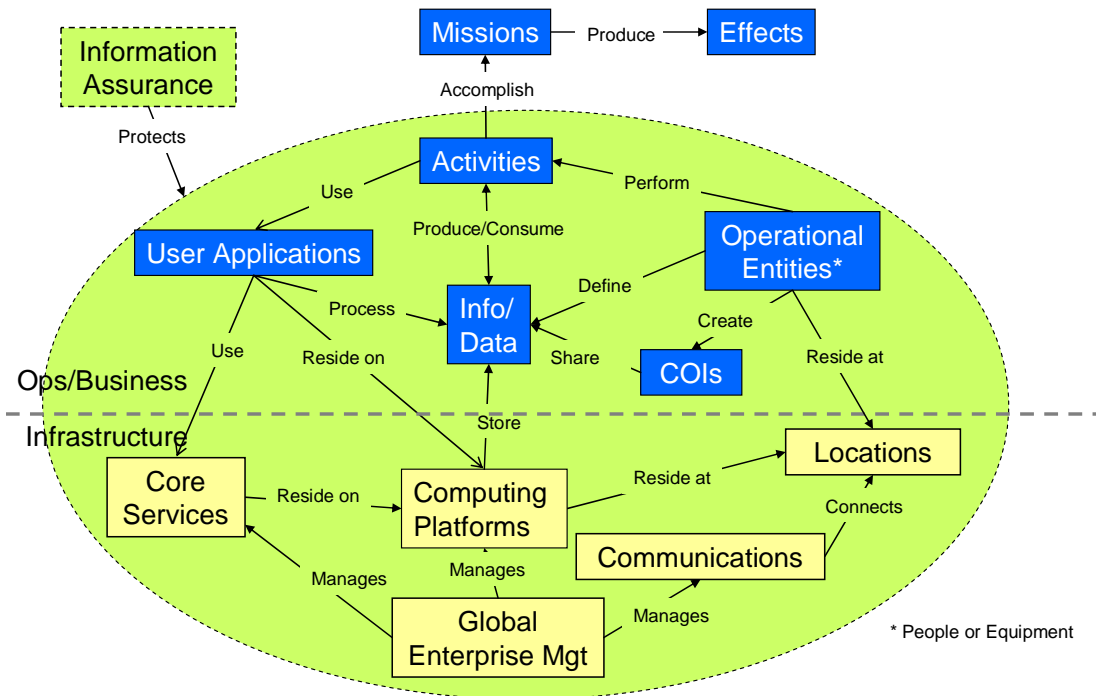 Missions
Produce
Effects
Information
Assurance
Accomplish
Protects
Activities
Use
Perform
Produce/Consume
User Applications
Operational
Entities*
Define
Process
Info/
Data
Create
Use
Reside on
Share
COIs
Reside at
Ops/Business
Store
Infrastructure
Locations
Core
Services
Reside on
Computing
Platforms
Reside at
Connects
Communications
Manages
Manages
Manages
Global
Enterprise Mgt
* People or Equipment